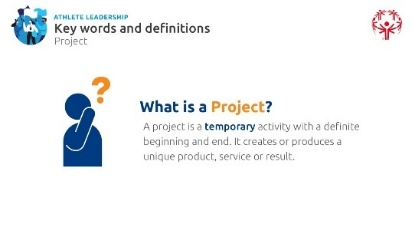 ATHLETE LEADERSHIP
Key words and definitions
Project
?
What is a Project?
A project is a temporary activity with a definite
beginning and end. It creates or produces a
unique product, service or result.